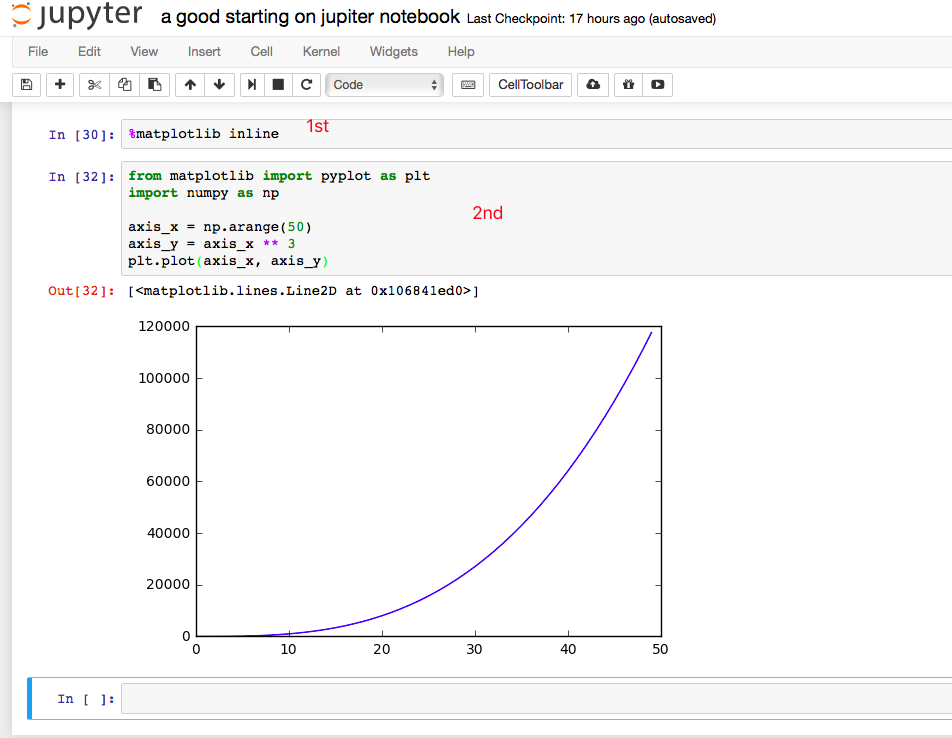 jupyter a good starting on jupiter notebook Last Checkpoint: 17 hours ago (autosaved)
File Edit View Insert Cell Kernel Widgets Help
Code CellToolbar
In [30]: %matplotlib inline 1st
In [32]: from matplotlib import pyplot as plt
import numpy as np
2nd
axis_x = np.arange(50)
axis_y = axis_x ** 3
plt.plot(axis_x, axis_y)
Out[32]: [<matplotlib.lines.Line2D at 0x106841ed0>]
120000
100000
80000
60000
40000
20000
0
0 10 20 30 40 50
In [ ]: